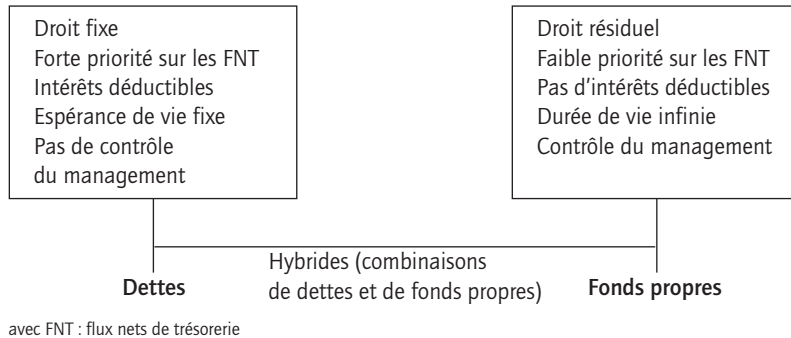 Droit fixe
Forte priorité sur les FNT
Intérêts déductibles
Espérance de vie fixe
Pas de contrôle
du management
Droit résiduel
Faible priorité sur les FNT
Pas d'intérêts déductibles
Durée de vie infinie
Contrôle du management
Dettes
Hybrides (combinaisons
de dettes et de fonds propres)
Fonds propres
avec FNT : flux nets de trésorerie